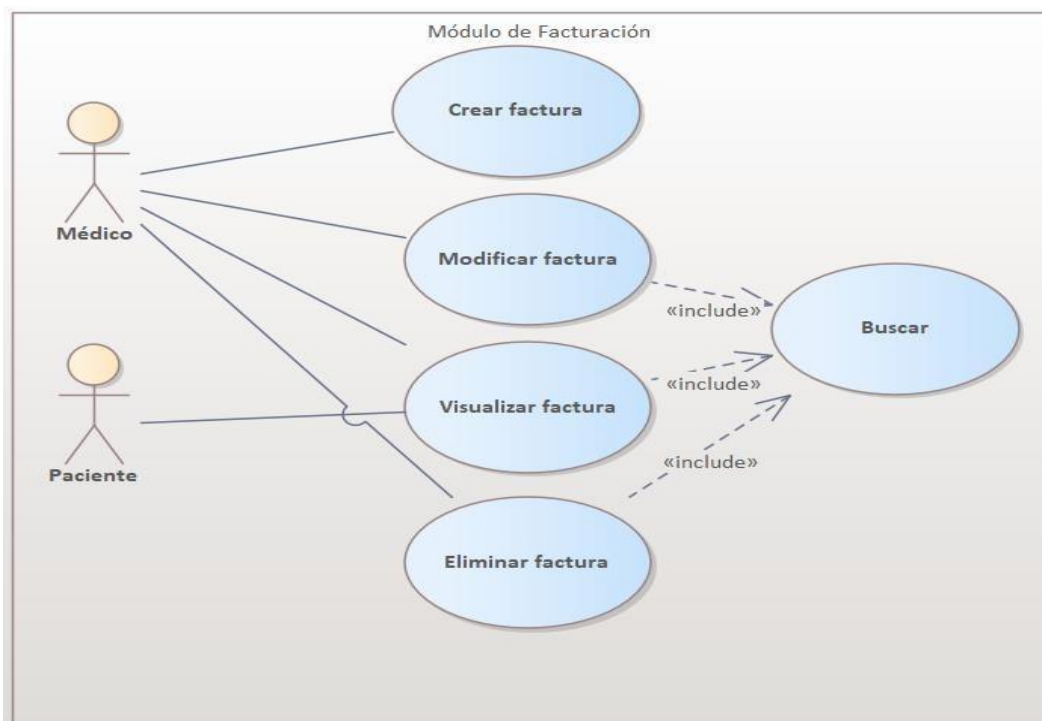 Módulo de Facturación
Crear factura
Médico
Modificar factura
«include»
Buscar
Paciente
Visualizar factura
«include»
«include»
Eliminar factura